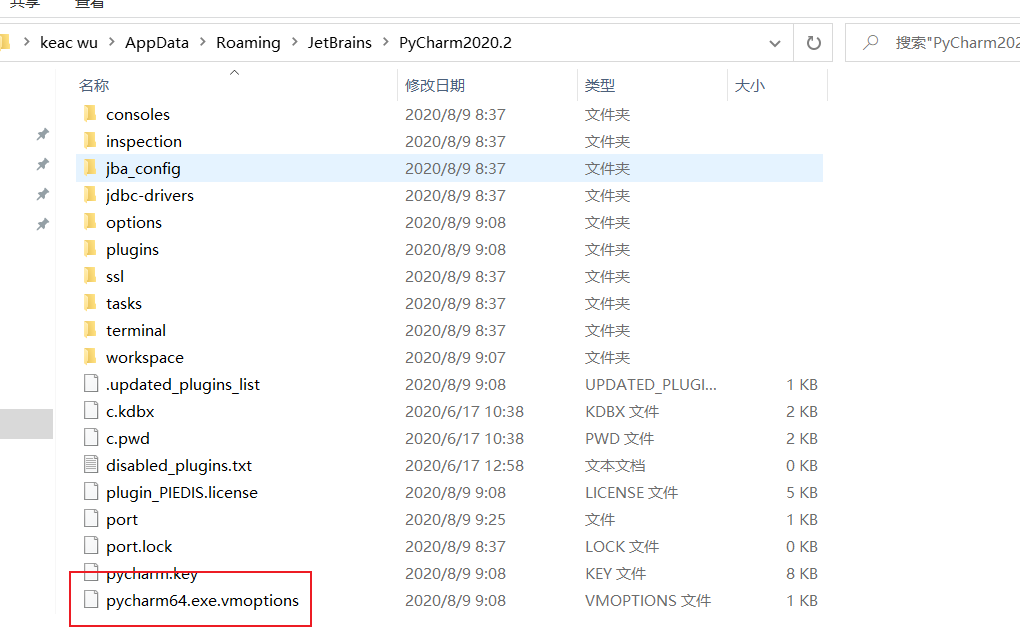 共享 查看
keac wu > AppData > Roaming > JetBrains > PyCharm2020.2 搜索"PyCharm202
名称 修改日期 类型 大小
consoles 2020/8/9 8:37 文件夹
inspection 2020/8/9 8:37 文件夹
jba_config 2020/8/9 8:37 文件夹
jdbc-drivers 2020/8/9 8:37 文件夹
options 2020/8/9 9:08 文件夹
plugins 2020/8/9 9:08 文件夹
ssl 2020/8/9 8:37 文件夹
tasks 2020/8/9 8:37 文件夹
terminal 2020/8/9 8:37 文件夹
workspace 2020/8/9 9:07 文件夹
.updated_plugins_list 2020/8/9 9:08 UPDATED_PLUGI... 1 KB
c.kdbx 2020/6/17 10:38 KDBX 文件 2 KB
c.pwd 2020/6/17 10:38 PWD 文件 2 KB
disabled_plugins.txt 2020/6/17 12:58 文本文档 0 KB
plugin_PIEDIS.license 2020/8/9 9:08 LICENSE 文件 5 KB
port 2020/8/9 9:25 文件 1 KB
port.lock 2020/8/9 8:37 LOCK 文件 0 KB
pycharm.key 2020/8/9 9:08 KEY 文件 8 KB
pycharm64.exe.vmoptions 2020/8/9 9:08 VMOPTIONS 文件 1 KB